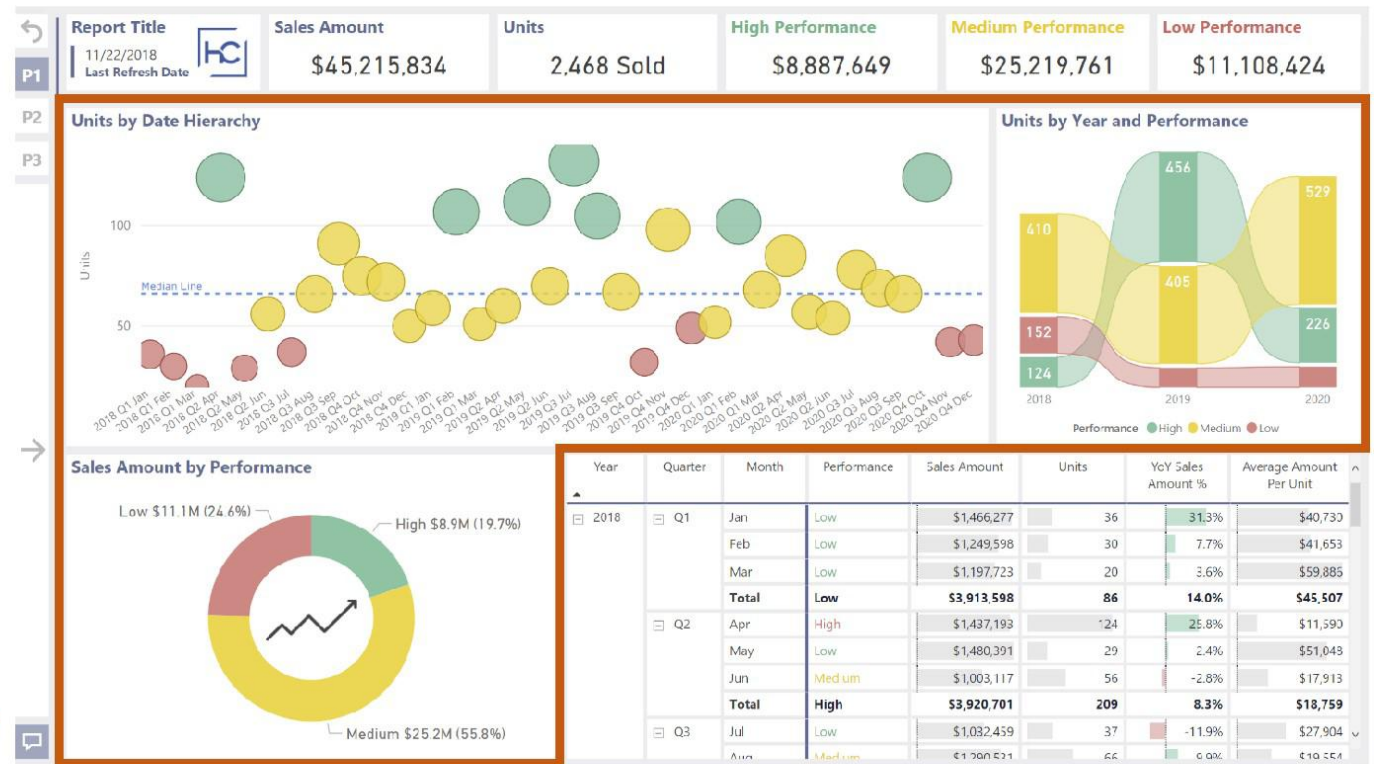 Report Title
11/22/2018
Last Refresh Date
hc
Sales Amount
$45,215,834
Units
2,468 Sold
High Performance
$8,887,649
Medium Performance
$25,219,761
Low Performance
$11,108,424
P1
P2
P3
Units by Date Hierarchy
Units
100
50
Median Line
2018 Q1 Jan
2018 Q1 Feb
2018 Q1 Mar
2018 Q2 Apr
2018 Q2 May
2018 Q2 Jun
2018 Q3 Jul
2018 Q3 Aug
2018 Q3 Sep
2018 Q4 Oct
2018 Q4 Nov
2018 Q4 Dec
2019 Q1 Jan
2019 Q1 Feb
2019 Q1 Mar
2019 Q2 Apr
2019 Q2 May
2019 Q2 Jun
2019 Q3 Jul
2019 Q3 Aug
2019 Q3 Sep
2019 Q4 Oct
2019 Q4 Nov
2019 Q4 Dec
2020 Q1 Jan
2020 Q1 Feb
2020 Q1 Mar
2020 Q2 Apr
2020 Q2 May
2020 Q2 Jun
2020 Q3 Jul
2020 Q3 Aug
2020 Q3 Sep
2020 Q4 Oct
2020 Q4 Nov
2020 Q4 Dec
Units by Year and Performance
456
529
410
405
152
226
124
2018 2019 2020
Performance High Medium Low
Sales Amount by Performance
Low $11.1M (24.6%)
High $8.9M (19.7%)
Medium $25.2M (55.8%)
Year Quarter Month Performance Sales Amount Units YoY Sales Amount % Average Amount Per Unit
2018 Q1 Jan Low $1,466,277 36 31.3% $40,730
Feb Low $1,249,598 30 7.7% $41,653
Mar Low $1,197,723 20 3.6% $59,886
Total Low $3,913,598 86 14.0% $45,507
Q2 Apr High $1,437,193 124 25.8% $11,590
May Low $1,480,391 29 2.4% $51,048
Jun Medium $1,003,117 56 -2.8% $17,913
Total High $3,920,701 209 8.3% $18,759
Q3 Jul Low $1,032,459 37 -11.9% $27,904
Aug Medium $1,290,531 66 9.9% $19,554